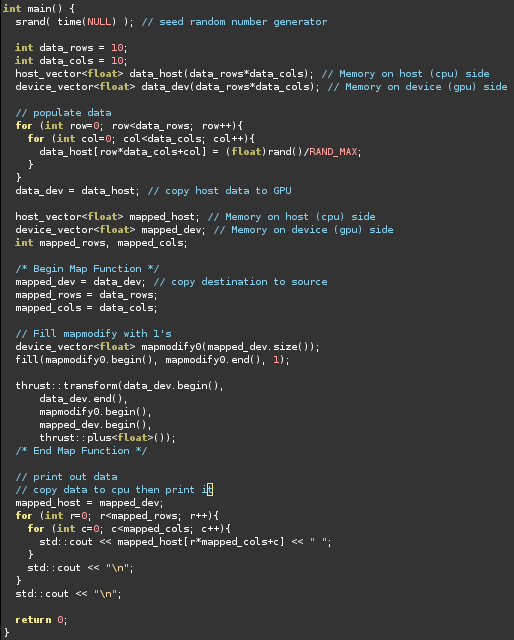 int main() {
  srand( time(NULL) ); // seed random number generator

  int data_rows = 10;
  int data_cols = 10;
  host_vector<float> data_host(data_rows*data_cols); // Memory on host (cpu) side
  device_vector<float> data_dev(data_rows*data_cols); // Memory on device (gpu) side

  // populate data
  for (int row=0; row<data_rows; row++){
    for (int col=0; col<data_cols; col++){
      data_host[row*data_cols+col] = (float)rand()/RAND_MAX;
    }
  }
  data_dev = data_host; // copy host data to GPU

  host_vector<float> mapped_host; // Memory on host (cpu) side
  device_vector<float> mapped_dev; // Memory on device (gpu) side
  int mapped_rows, mapped_cols;

  /* Begin Map Function */
  mapped_dev = data_dev; // copy destination to source
  mapped_rows = data_rows;
  mapped_cols = data_cols;

  // Fill mapmodify with 1's
  device_vector<float> mapmodify0(mapped_dev.size());
  fill(mapmodify0.begin(), mapmodify0.end(), 1);

  thrust::transform(data_dev.begin(),
      data_dev.end(),
      mapmodify0.begin(),
      mapped_dev.begin(),
      thrust::plus<float>());
  /* End Map Function */

  // print out data
  // copy data to cpu then print it
  mapped_host = mapped_dev;
  for (int r=0; r<mapped_rows; r++){
    for (int c=0; c<mapped_cols; c++){
      std::cout << mapped_host[r*mapped_cols+c] << " ";
    }
    std::cout << "\n";
  }
  std::cout << "\n";

  return 0;
}